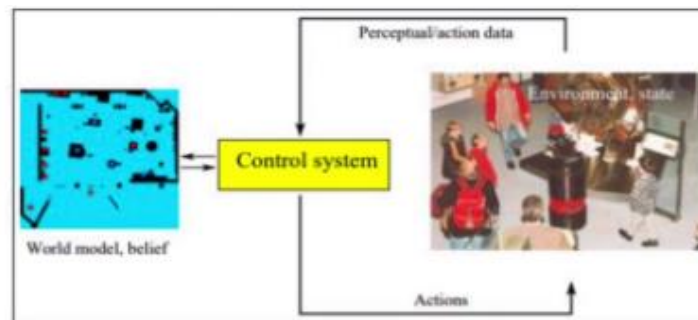 Perceptual/action data
Environment, state
Control system
World model, belief
Actions